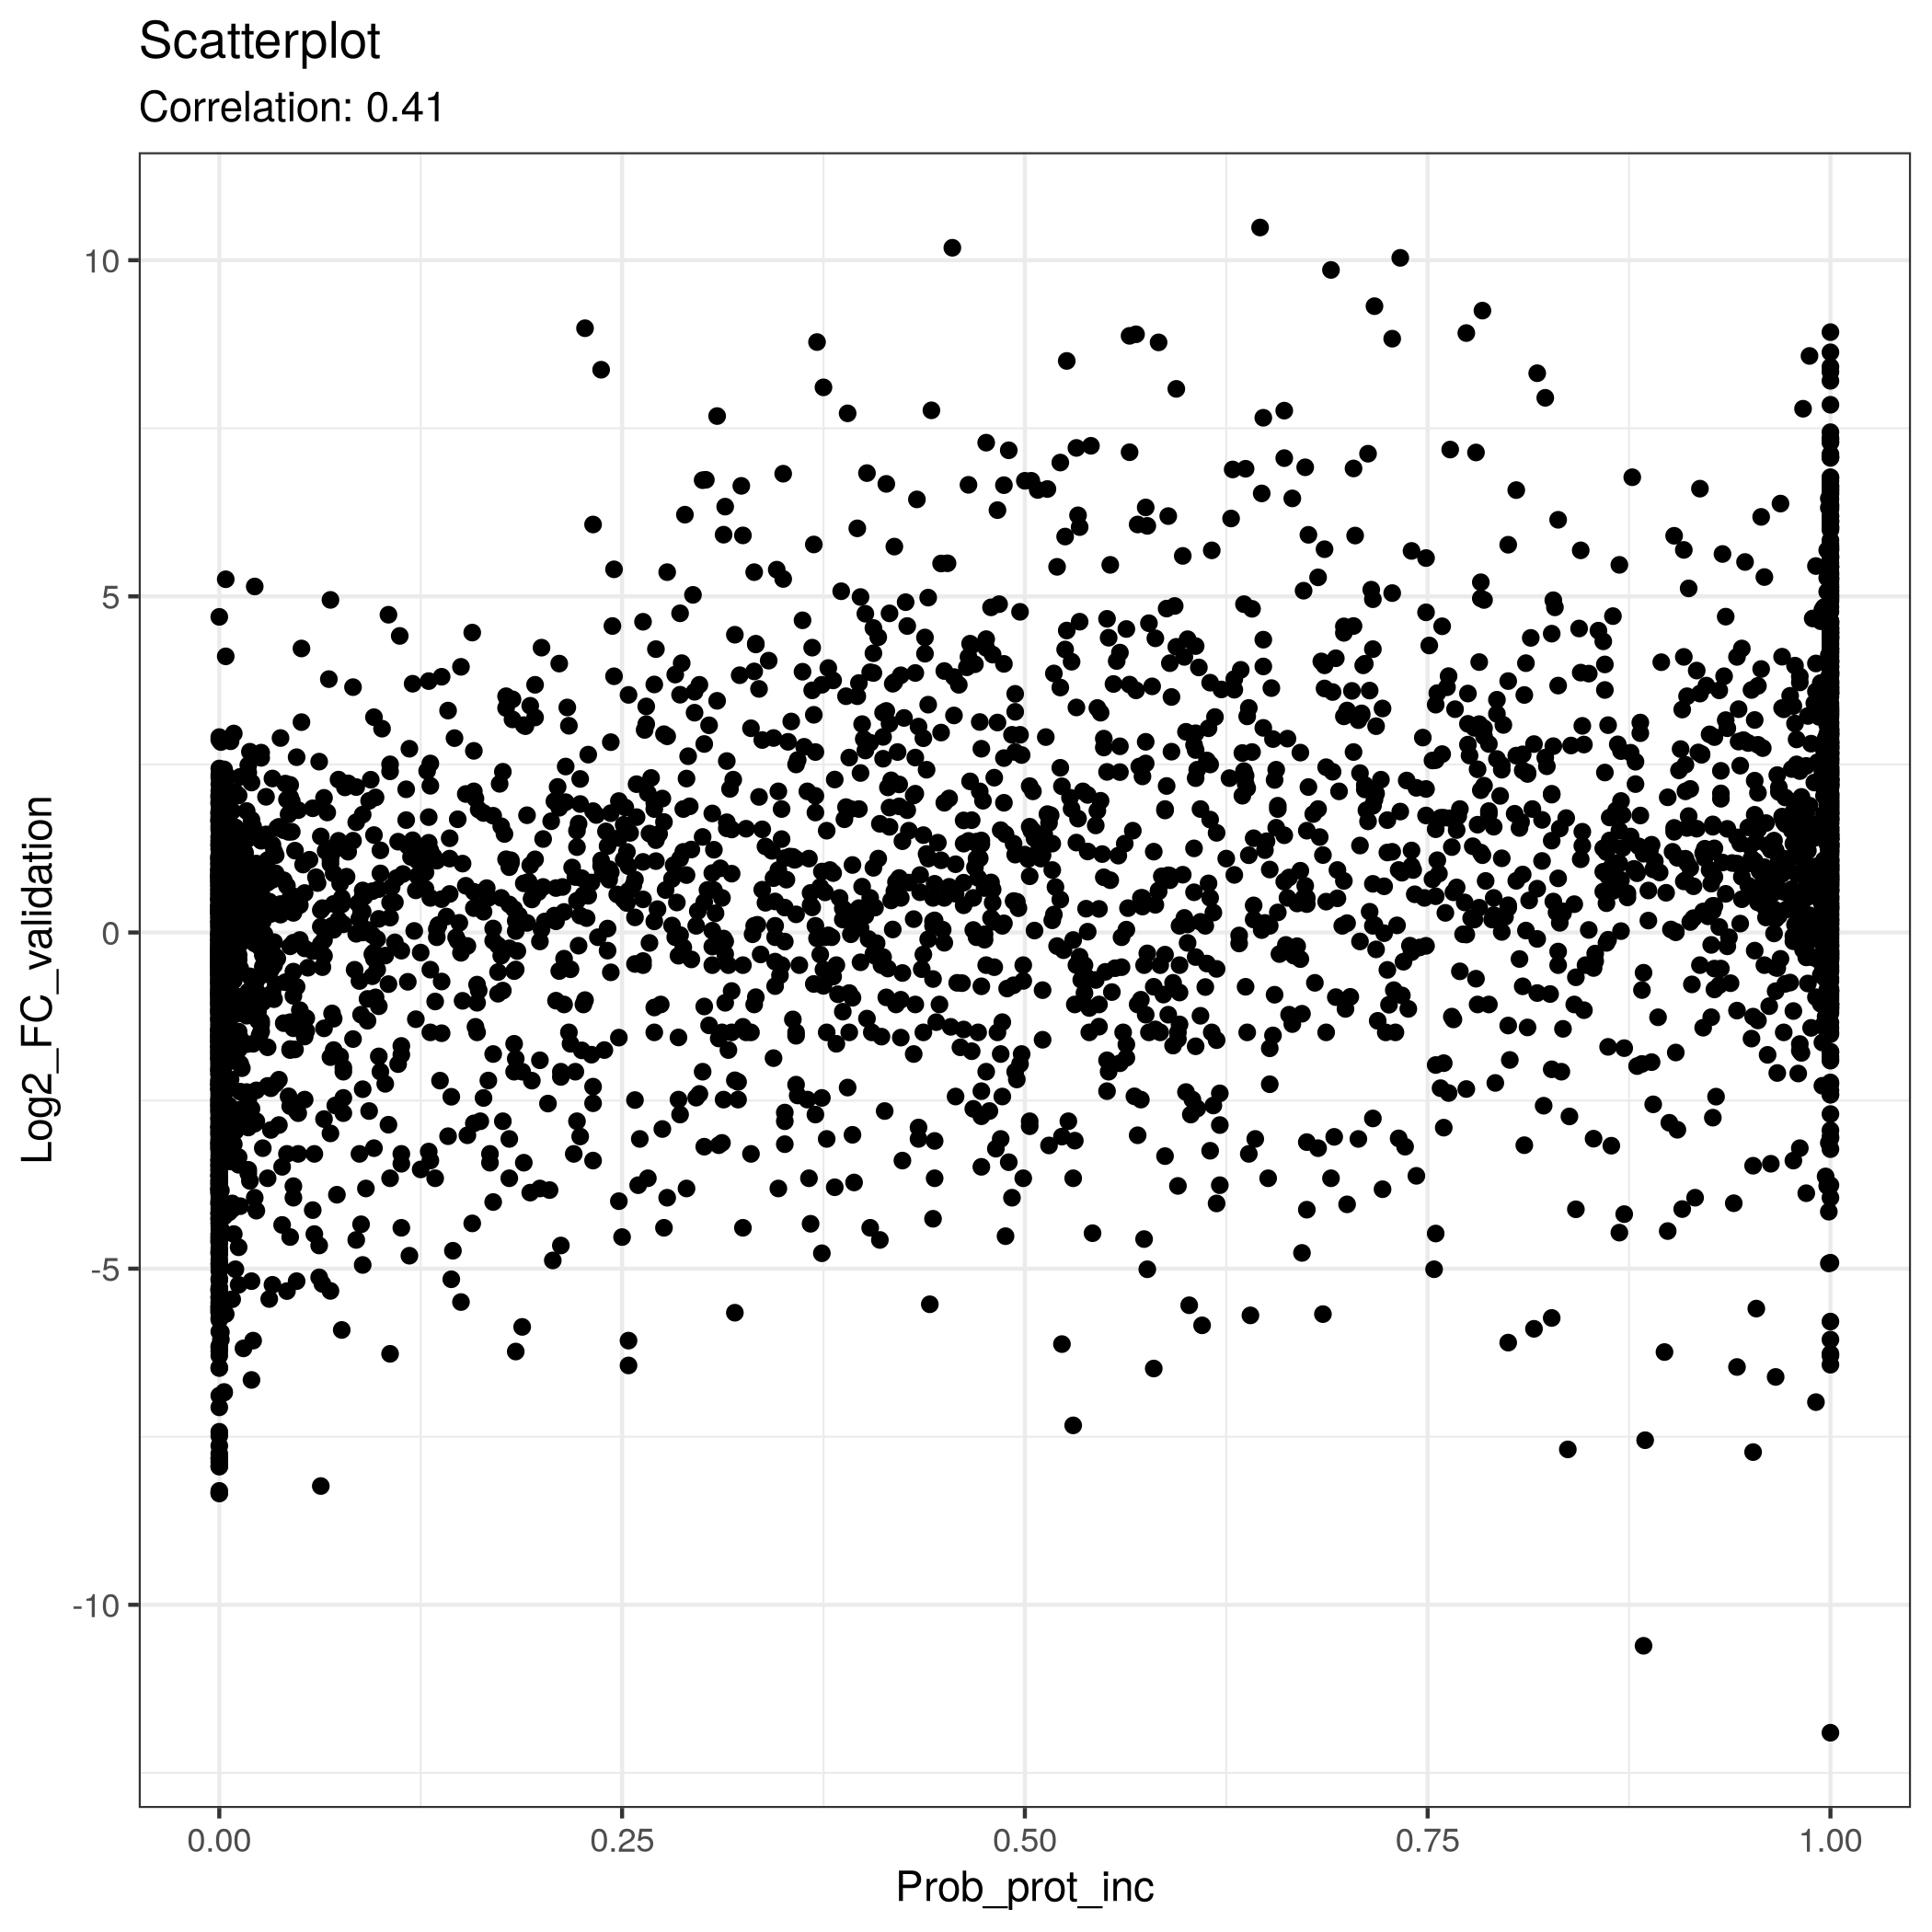 Scatterplot
Correlation: 0.41
10
5
0
-5
-10
Log2_FC_validation
0.00 0.25 0.50 0.75 1.00
Prob_prot_inc